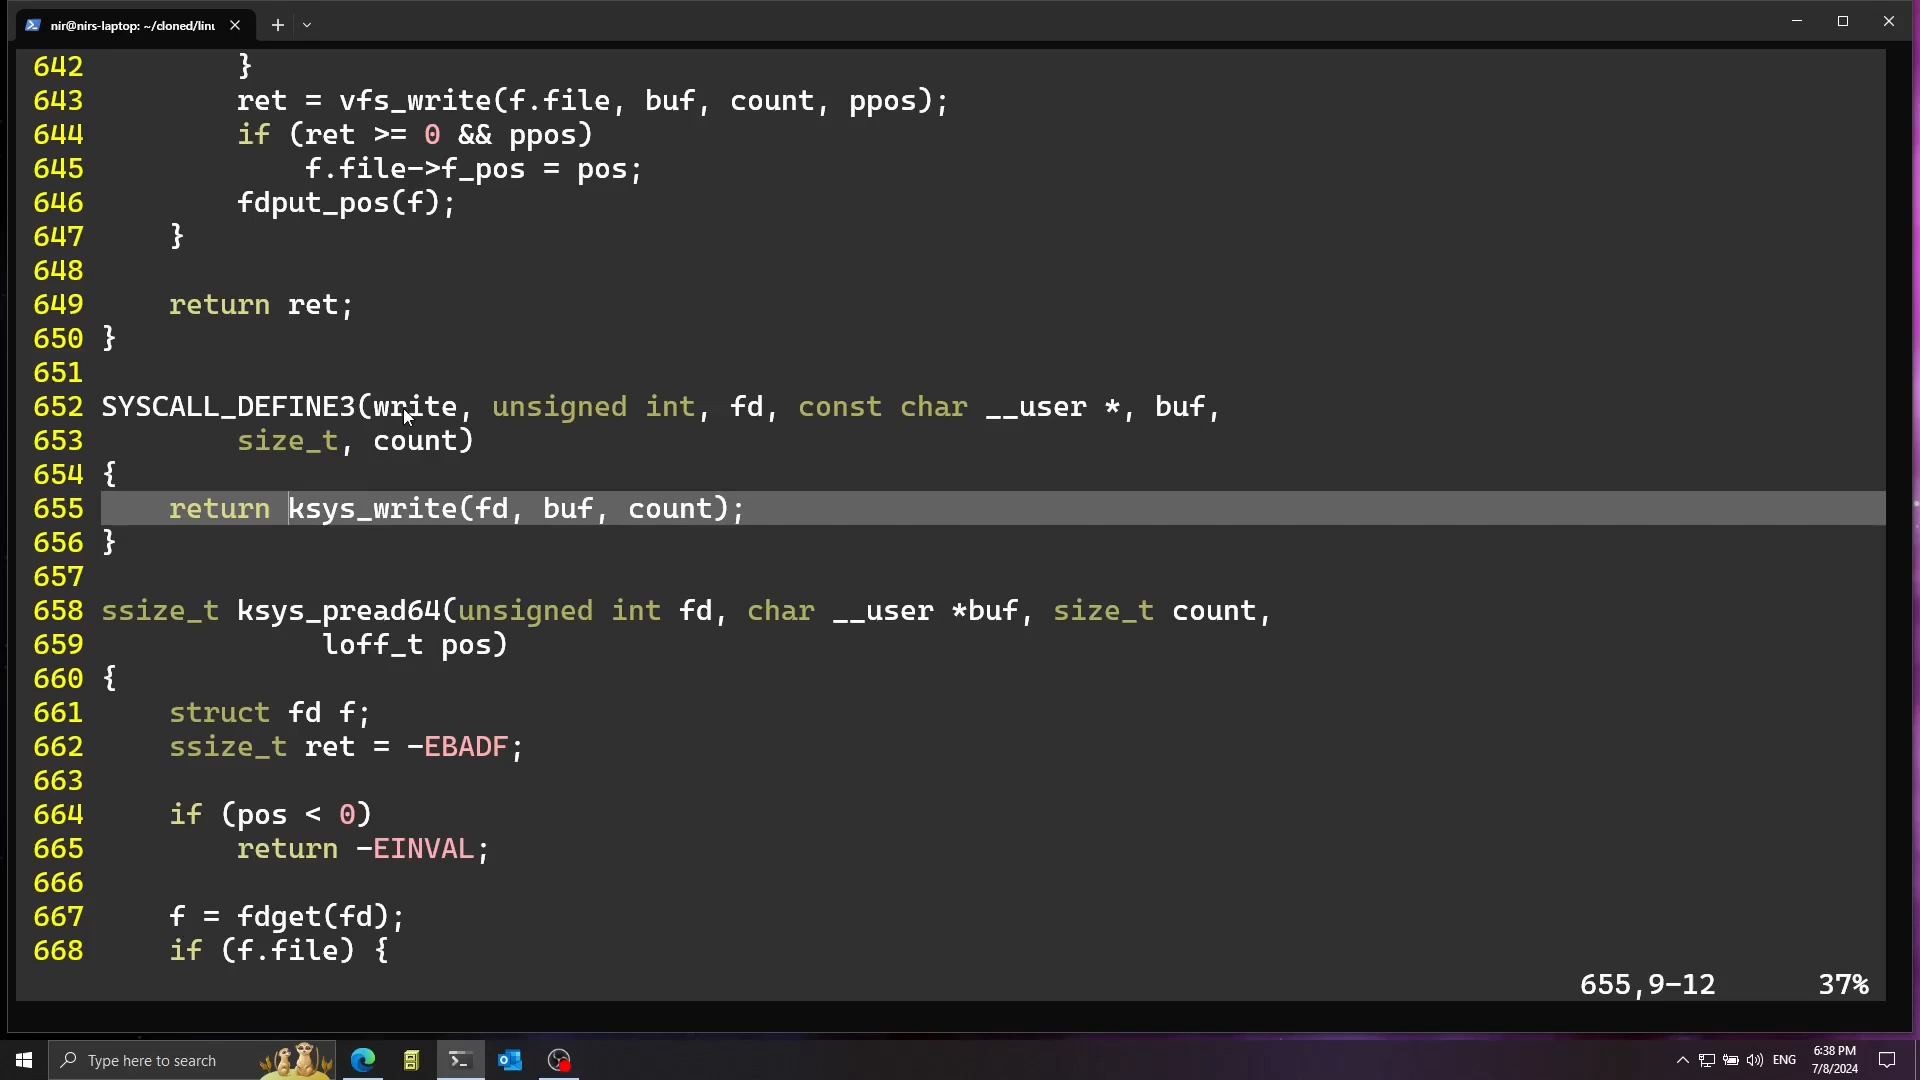 nir@nirs-laptop: ~/cloned/linu
642         }
643         ret = vfs_write(f.file, buf, count, ppos);
644         if (ret >= 0 && ppos)
645             f.file->f_pos = pos;
646         fdput_pos(f);
647     }
648
649     return ret;
650 }
651
652 SYSCALL_DEFINE3(write, unsigned int, fd, const char __user *, buf,
653         size_t, count)
654 {
655     return ksys_write(fd, buf, count);
656 }
657
658 ssize_t ksys_pread64(unsigned int fd, char __user *buf, size_t count,
659              loff_t pos)
660 {
661     struct fd f;
662     ssize_t ret = -EBADF;
663
664     if (pos < 0)
665         return -EINVAL;
666
667     f = fdget(fd);
668     if (f.file) {
655,9-12 37%
Type here to search
ENG
6:38 PM
7/8/2024